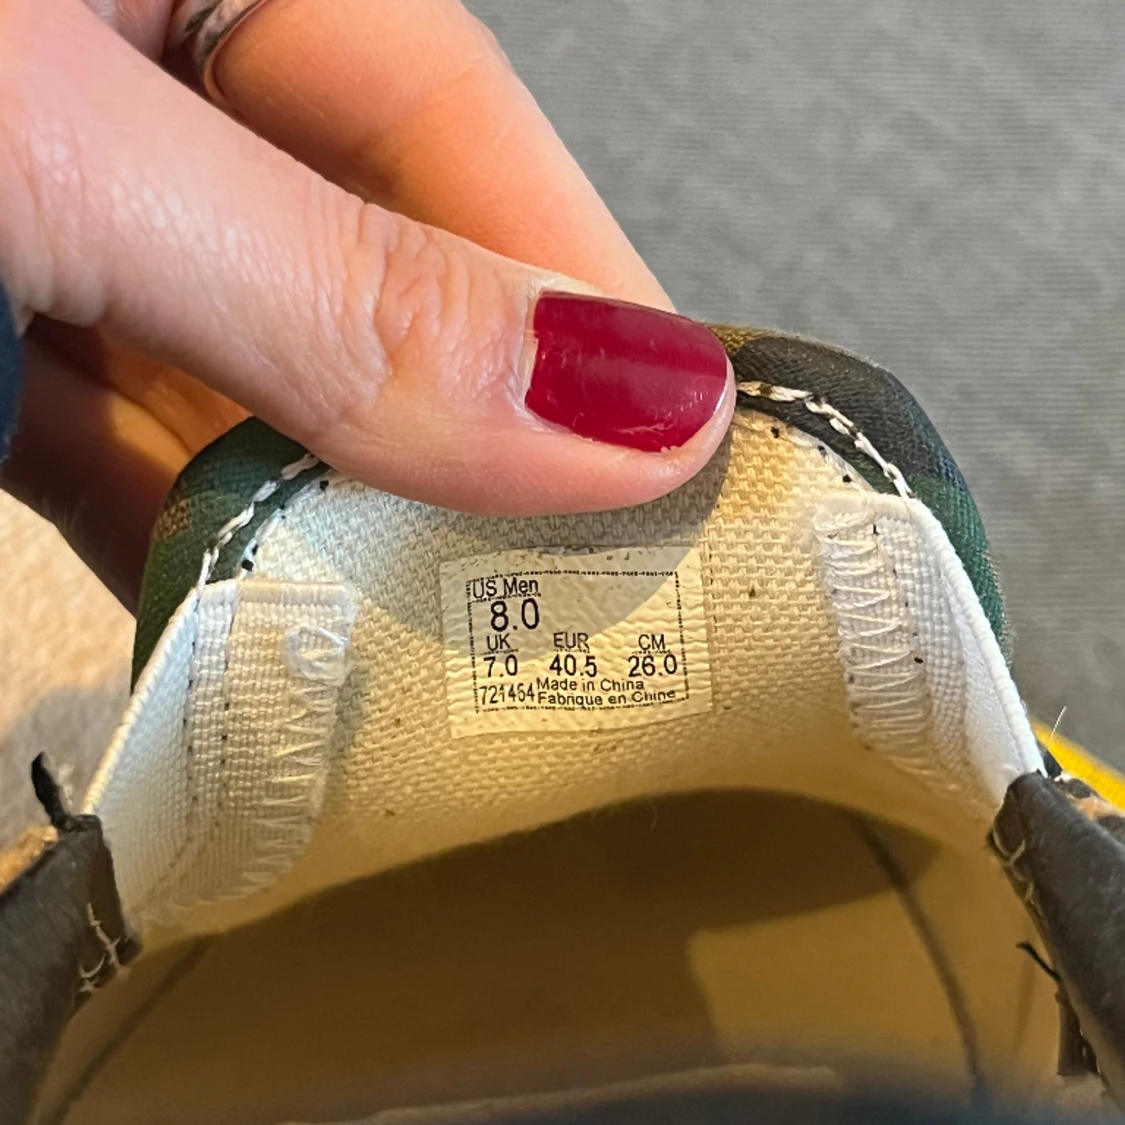 US Men
8.0
UK EUR CM
7.0 40.5 26.0
721454 Made in China
Fabrique en Chine